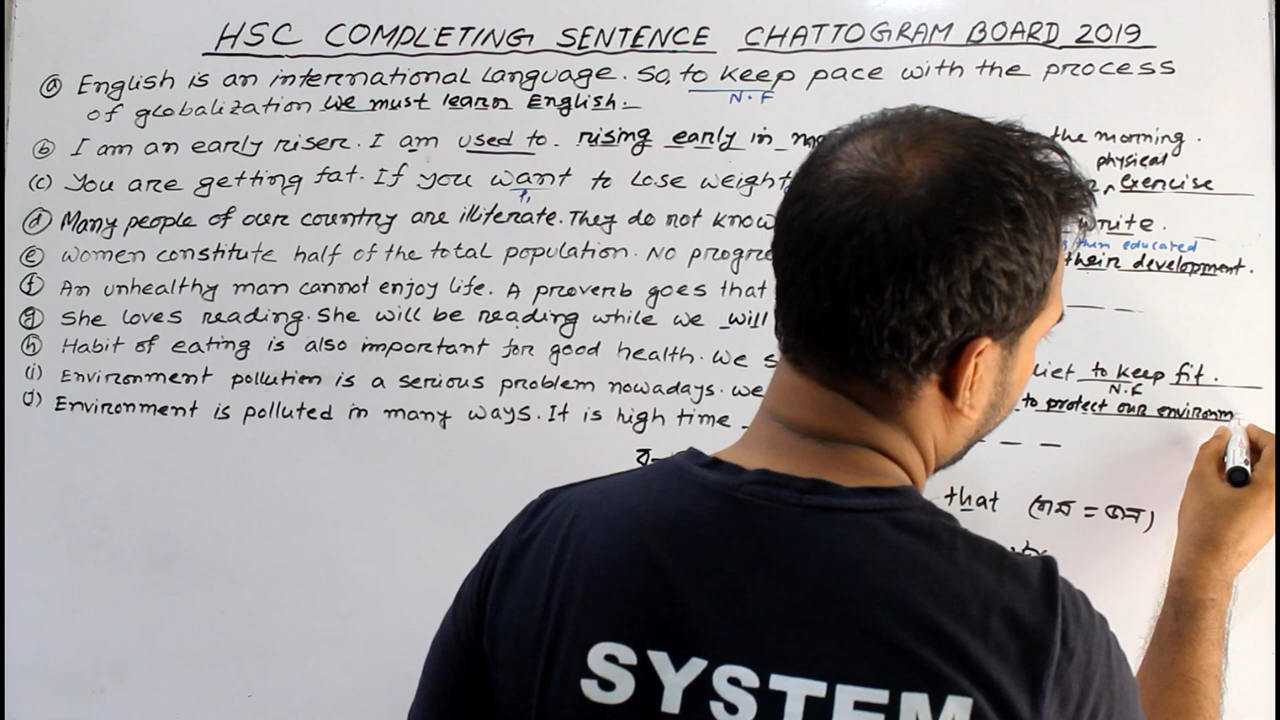 HSC COMPLETING SENTENCE CHATTOGRAM BOARD 2019
(a) English is an international language. So, to keep pace with the process
N.F
of globalization we must learn English.
(b) I am an early riser. I am used to rising early in the morning.
physical
(c) You are getting fat. If you want to lose weight exercise
(d) Many people of our country are illiterate. They do not know write.
them educated
(e) women constitute half of the total population. No their development.
(f) An unhealthy man cannot enjoy life. A proverb goes that
(g) She loves reading. She will be reading while we will
(h) Habit of eating is also important for good health. we to keep fit.
N.F
(i) Environment pollution is a serious problem nowadays. we to protect our environm
(j) Environment is polluted in many ways. It is high time
that
SYSTEM